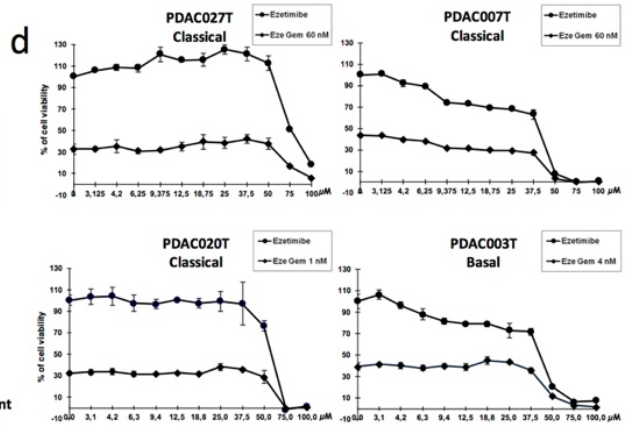 d
PDAC027T
Classical
Ezetimibe
Eze Gem 60 nM
% of cell viability
130
110
90
70
50
30
10
-10
0 3,125 4,2 6,25 9,375 12,5 18,75 25 37,5 50 75 100 µM
PDAC007T
Classical
Ezetimibe
Eze Gem 60 nM
130
110
90
70
50
30
10
-10
0 3,125 4,2 6,25 9,375 12,5 18,75 25 37,5 50 75 100 µM
PDAC020T
Classical
Ezetimibe
Eze Gem 1 nM
% of cell viability
130
110
90
70
50
30
10
-10
0,0 3,1 4,2 6,3 9,4 12,5 18,8 25,0 37,5 50,0 75,0 100,0 µM
PDAC003T
Basal
Ezetimibe
Eze Gem 4 nM
130
110
90
70
50
30
10
-10
0,0 3,1 4,2 6,3 9,4 12,5 18,8 25,0 37,5 50,0 75,0 100,0 µM
nt